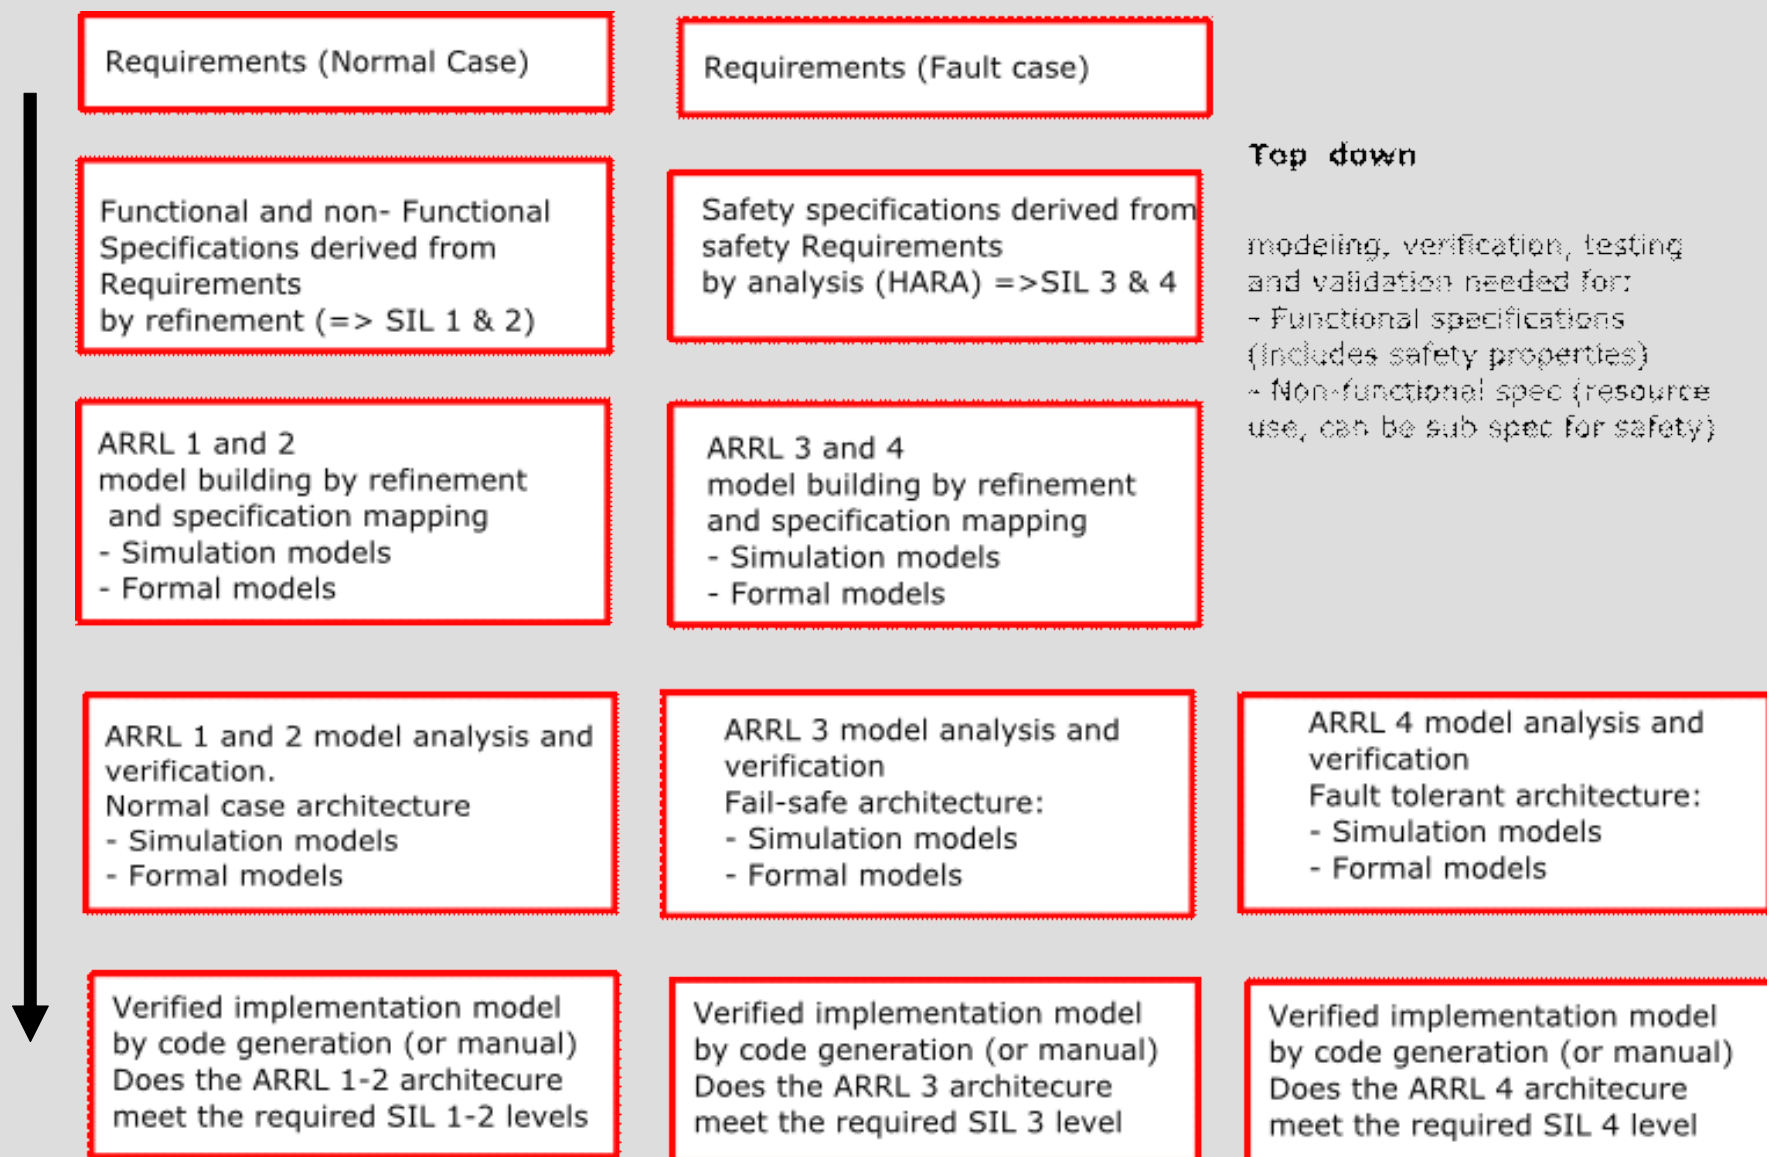 Requirements (Normal Case)
Requirements (Fault case)
Top down
Functional and non- Functional
Specifications derived from
Requirements
by refinement (=> SIL 1 & 2)
Safety specifications derived from
safety Requirements
by analysis (HARA) =>SIL 3 & 4
modeling, verification, testing
and validation needed for:
- Functional specifications
(includes safety properties)
- Non-functional spec (resource
use, can be sub spec for safety)
ARRL 1 and 2
model building by refinement
and specification mapping
- Simulation models
- Formal models
ARRL 3 and 4
model building by refinement
and specification mapping
- Simulation models
- Formal models
ARRL 1 and 2 model analysis and
verification.
Normal case architecture
- Simulation models
- Formal models
ARRL 3 model analysis and
verification
Fail-safe architecture:
- Simulation models
- Formal models
ARRL 4 model analysis and
verification
Fault tolerant architecture:
- Simulation models
- Formal models
Verified implementation model
by code generation (or manual)
Does the ARRL 1-2 architecure
meet the required SIL 1-2 levels
Verified implementation model
by code generation (or manual)
Does the ARRL 3 architecure
meet the required SIL 3 level
Verified implementation model
by code generation (or manual)
Does the ARRL 4 architecure
meet the required SIL 4 level